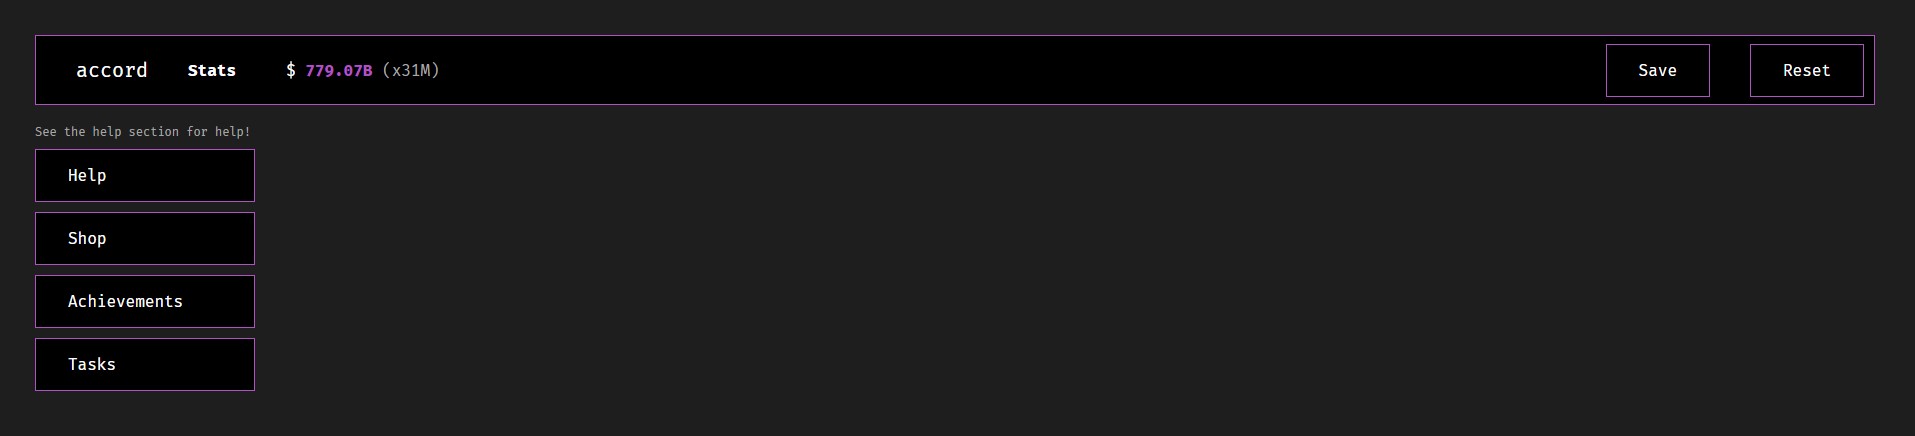 accord Stats $ 779.07B (x31M) Save Reset
See the help section for help!
Help
Shop
Achievements
Tasks